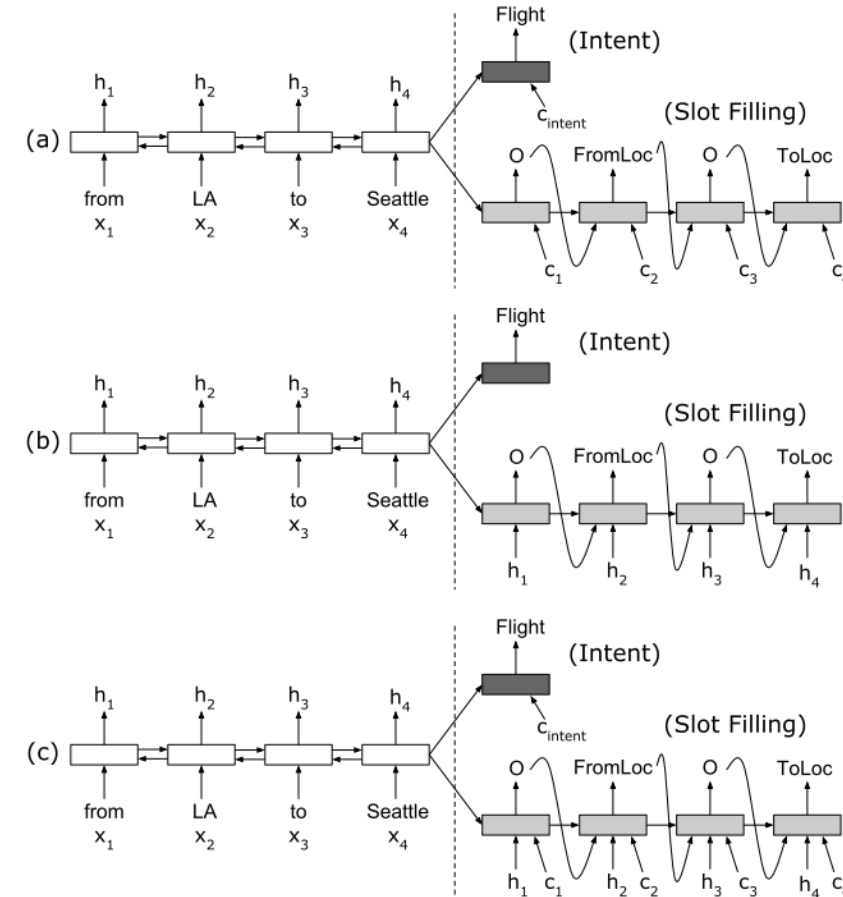 Flight
(Intent)
h1 h2 h3 h4
cintent
(Slot Filling)
(a)
O FromLoc O ToLoc
from LA to Seattle
x1 x2 x3 x4
c1 c2 c3
Flight
(Intent)
h1 h2 h3 h4
(Slot Filling)
(b)
O FromLoc O ToLoc
from LA to Seattle
x1 x2 x3 x4
h1 h2 h3 h4
Flight
(Intent)
h1 h2 h3 h4
cintent
(Slot Filling)
(c)
O FromLoc O ToLoc
from LA to Seattle
x1 x2 x3 x4
h1 c1 h2 c2 h3 c3 h4